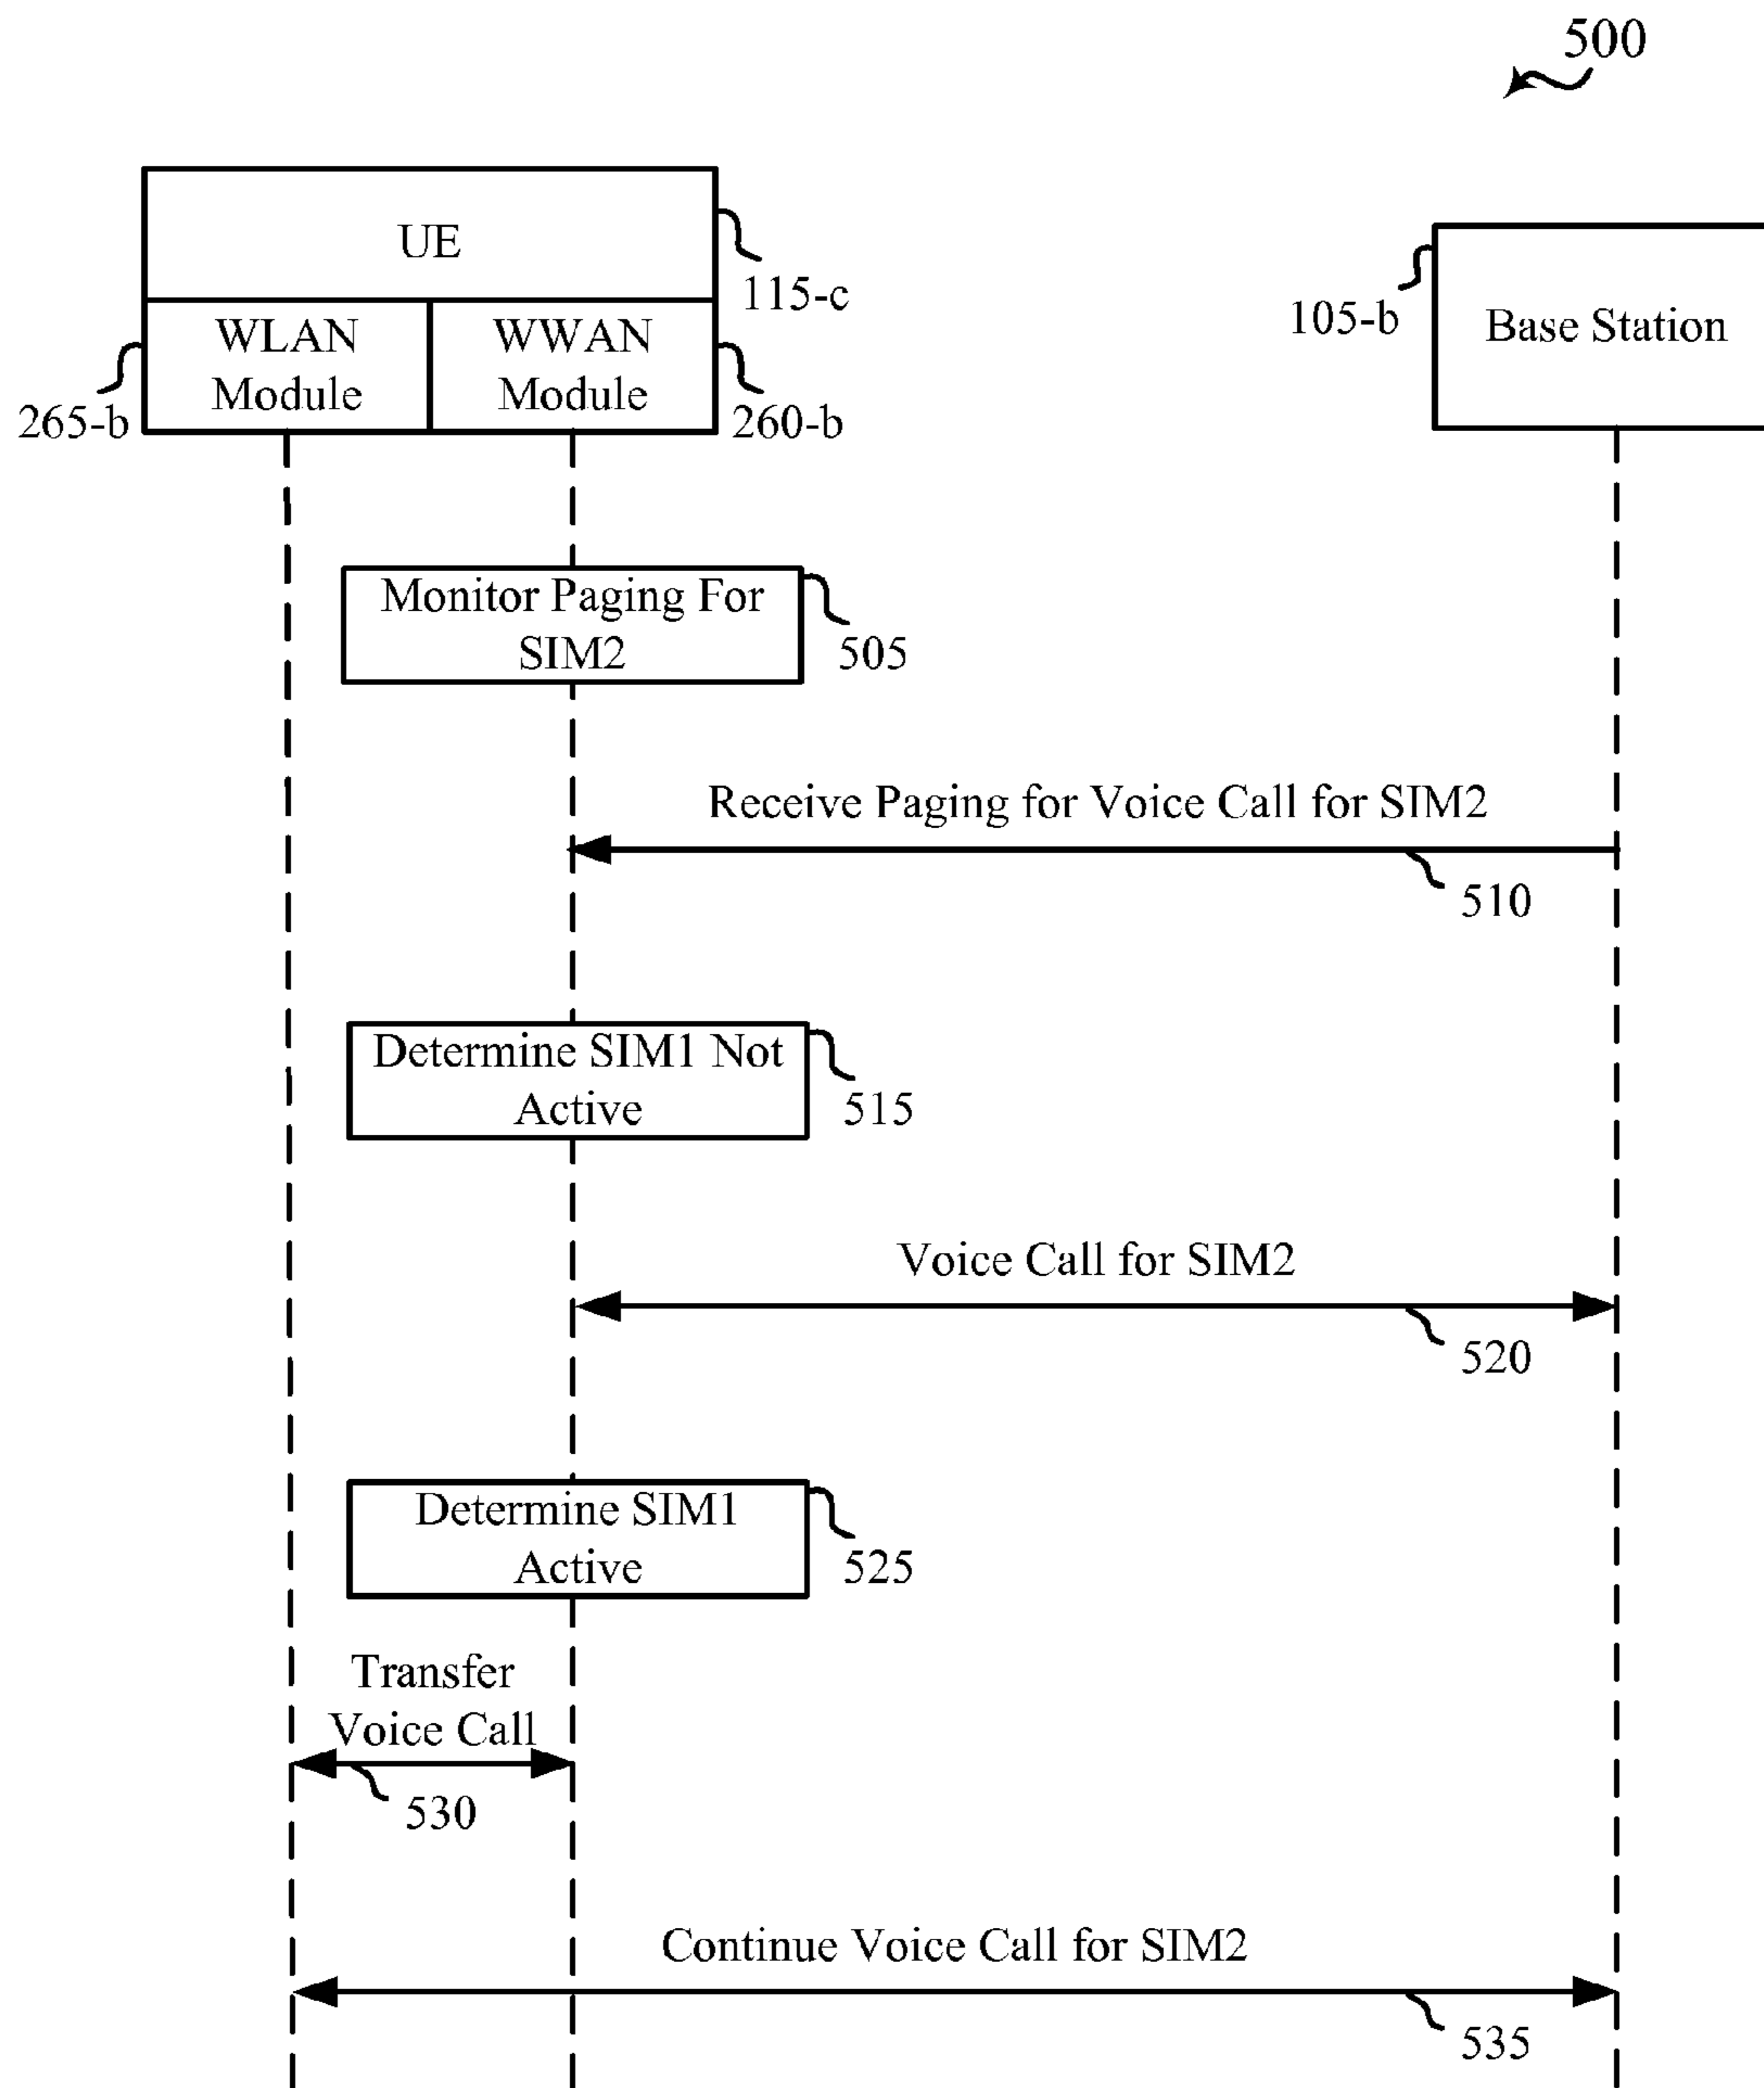 500
UE
115-c
105-b
Base Station
WLAN
Module
WWAN
Module
265-b
260-b
Monitor Paging For
SIM2
505
Receive Paging for Voice Call for SIM2
510
Determine SIM1 Not
Active
515
Voice Call for SIM2
520
Determine SIM1
Active
525
Transfer
Voice Call
530
Continue Voice Call for SIM2
535